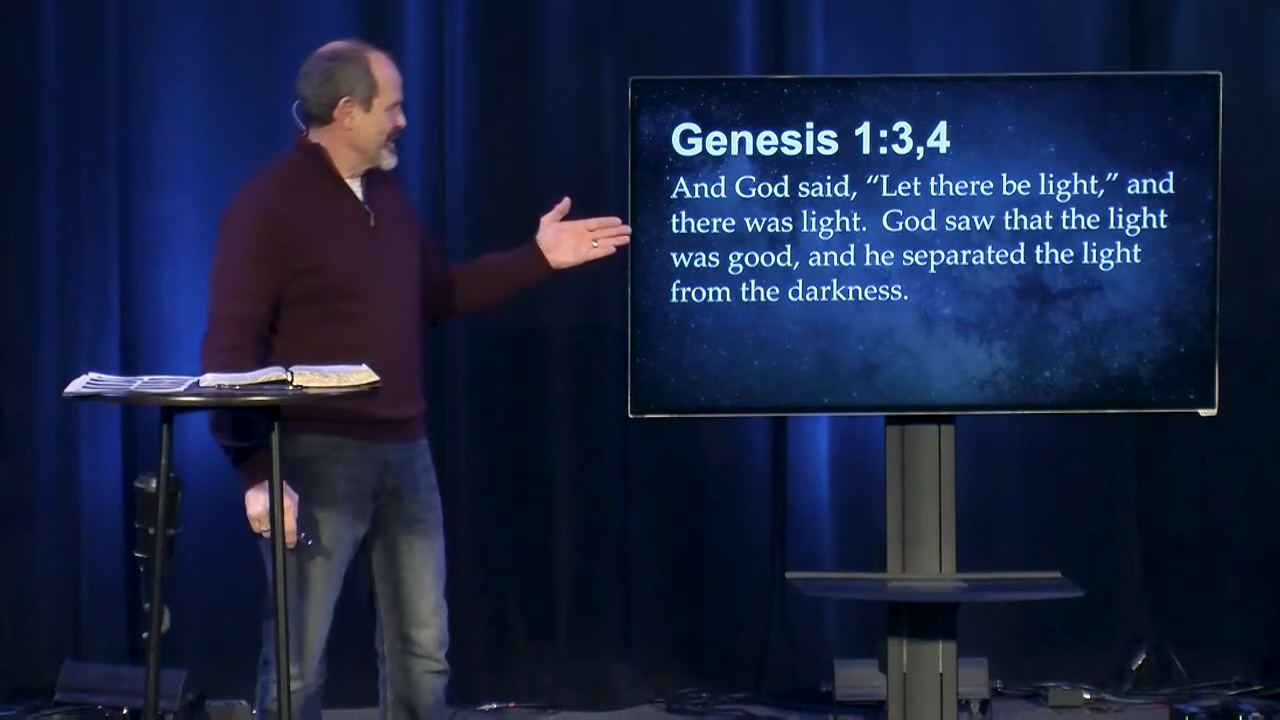 Genesis 1:3,4
And God said, “Let there be light,” and
there was light.  God saw that the light
was good, and he separated the light
from the darkness.